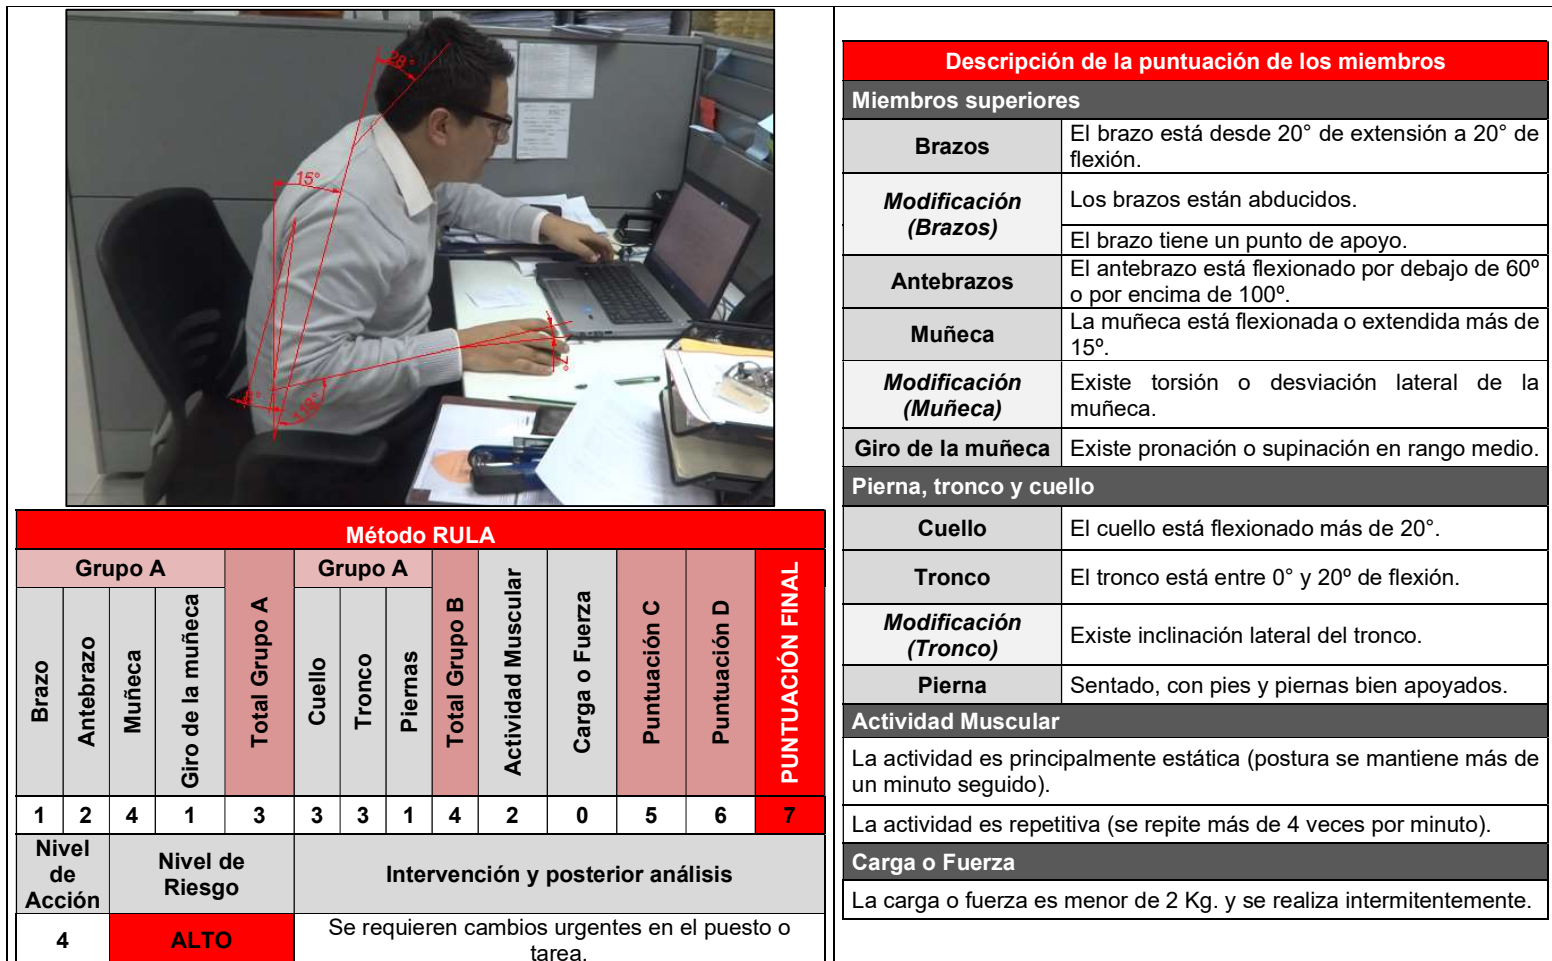 28°
15°
7°
8°
119°
Método RULA
Grupo A
Grupo A
Brazo
Antebrazo
Muñeca
Giro de la muñeca
Total Grupo A
Cuello
Tronco
Piernas
Total Grupo B
Actividad Muscular
Carga o Fuerza
Puntuación C
Puntuación D
PUNTUACIÓN FINAL
1 2 4 1 3 3 3 1 4 2 0 5 6 7
Nivel
de
Acción
Nivel de
Riesgo
Intervención y posterior análisis
4
ALTO
Se requieren cambios urgentes en el puesto o
tarea.
Descripción de la puntuación de los miembros
Miembros superiores
Brazos
El brazo está desde 20° de extensión a 20° de
flexión.
Modificación
(Brazos)
Los brazos están abducidos.
El brazo tiene un punto de apoyo.
Antebrazos
El antebrazo está flexionado por debajo de 60º
o por encima de 100º.
Muñeca
La muñeca está flexionada o extendida más de
15º.
Modificación
(Muñeca)
Existe torsión o desviación lateral de la
muñeca.
Giro de la muñeca
Existe pronación o supinación en rango medio.
Pierna, tronco y cuello
Cuello
El cuello está flexionado más de 20°.
Tronco
El tronco está entre 0° y 20º de flexión.
Modificación
(Tronco)
Existe inclinación lateral del tronco.
Pierna
Sentado, con pies y piernas bien apoyados.
Actividad Muscular
La actividad es principalmente estática (postura se mantiene más de
un minuto seguido).
La actividad es repetitiva (se repite más de 4 veces por minuto).
Carga o Fuerza
La carga o fuerza es menor de 2 Kg. y se realiza intermitentemente.